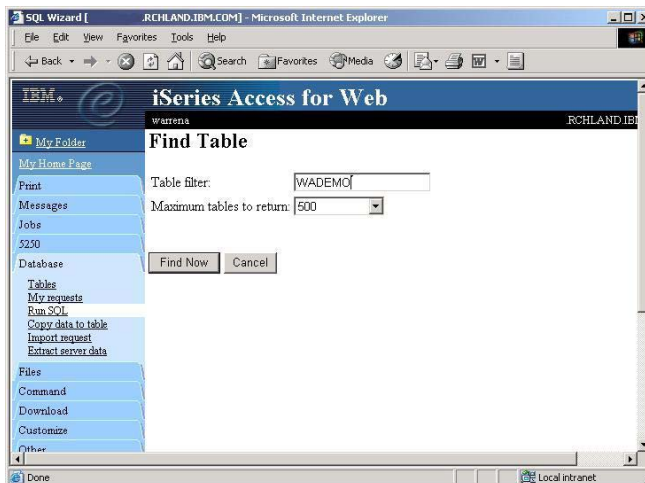 SQL Wizard [ .RCHLAND.IBM.COM] - Microsoft Internet Explorer
File Edit View Favorites Tools Help
Back Search Favorites Media
IBM. iSeries Access for Web
warrena .RCHLAND.IB
My Folder
My Home Page
Print
Messages
Jobs
5250
Database
Tables
My requests
Run SQL
Copy data to table
Import request
Extract server data
Files
Command
Download
Customize
Other
Find Table
Table filter: WADEMO
Maximum tables to return: 500
Find Now Cancel
Done Local intranet